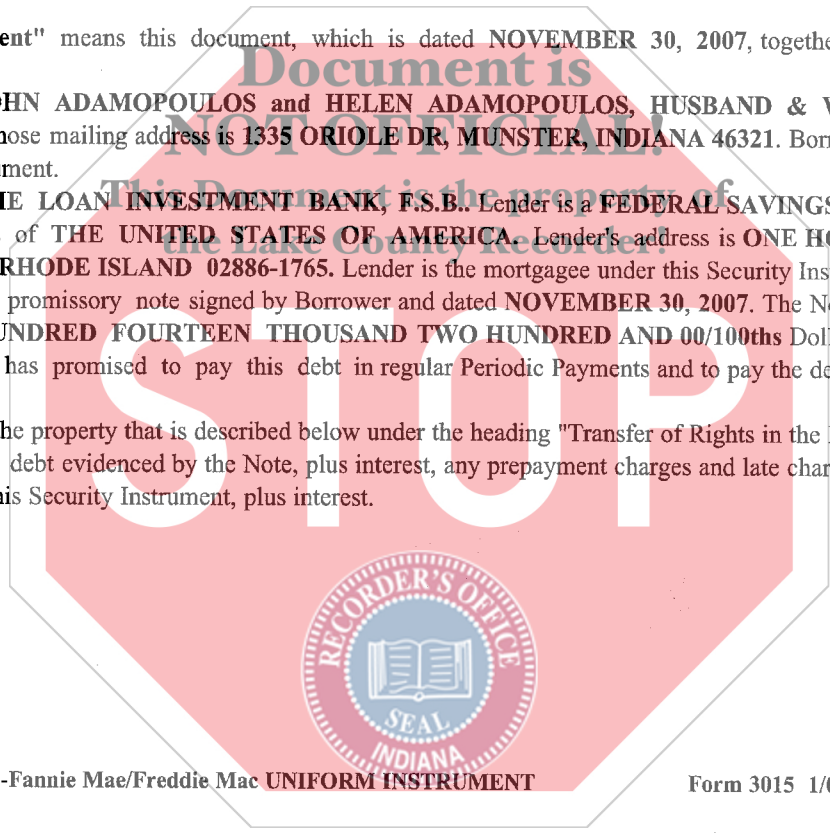 ent" means this document, which is dated NOVEMBER 30, 2007, togethe
Document is
OHN ADAMOPOULOS and HELEN ADAMOPOULOS, HUSBAND & V
NOT OFFICIAL!
hose mailing address is 1335 ORIOLE DR, MUNSTER, INDIANA 46321. Borr
ment.
This Document is the property of
ME LOAN INVESTMENT BANK, F.S.B.. Lender is a FEDERAL SAVINGS
the Lake County Recorder!
of THE UNITED STATES OF AMERICA. Lender's address is ONE HO
RHODE ISLAND 02886-1765. Lender is the mortgagee under this Security Ins
promissory note signed by Borrower and dated NOVEMBER 30, 2007. The No
UNDRED FOURTEEN THOUSAND TWO HUNDRED AND 00/100ths Doll
has promised to pay this debt in regular Periodic Payments and to pay the de
STOP
he property that is described below under the heading "Transfer of Rights in the
debt evidenced by the Note, plus interest, any prepayment charges and late char
his Security Instrument, plus interest.
RECORDER'S OFFICE
SEAL
INDIANA
-Fannie Mae/Freddie Mac UNIFORM INSTRUMENT Form 3015 1/0